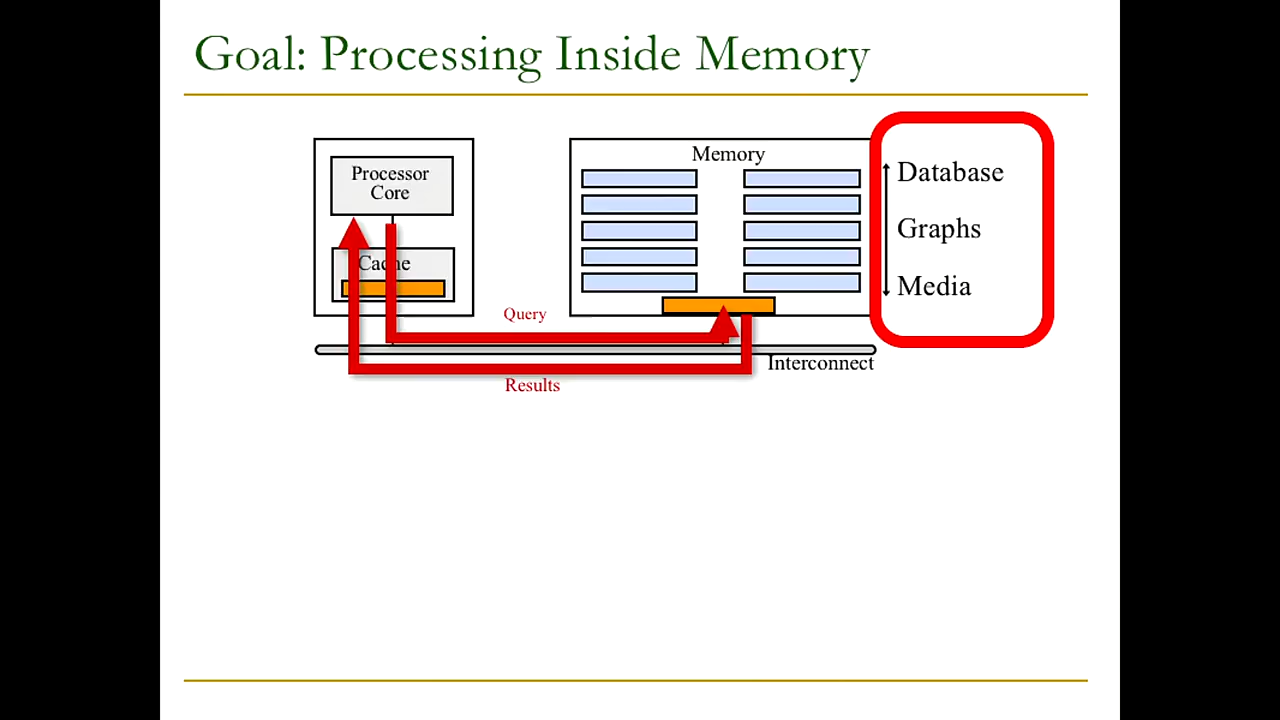 Goal: Processing Inside Memory
Processor
Core
Cache
Memory
Database
Graphs
Media
Query
Interconnect
Results